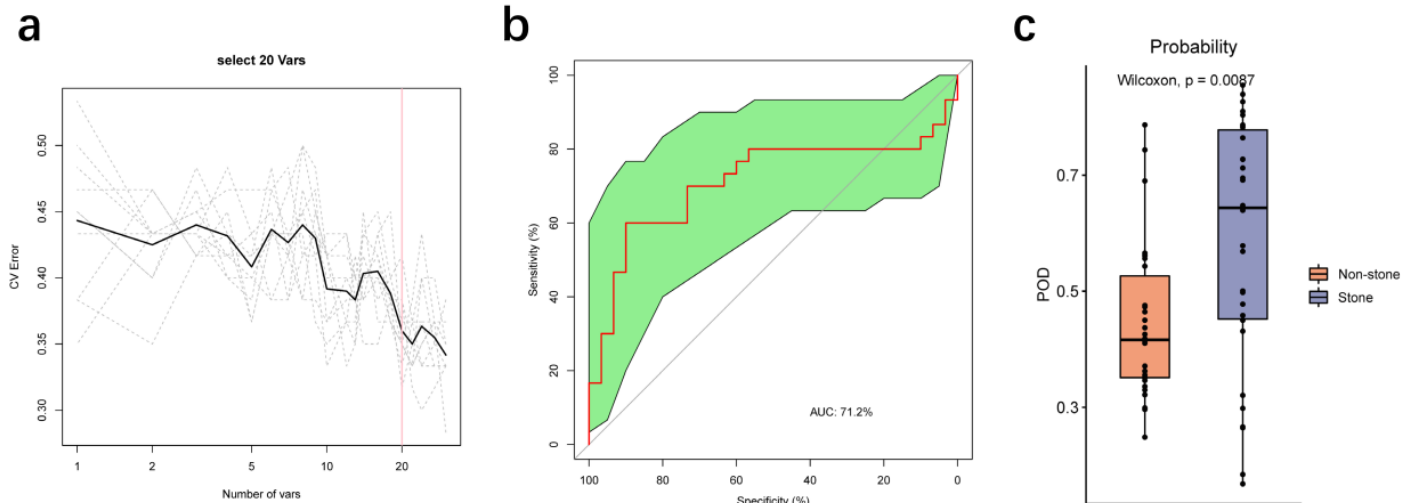 a
select 20 Vars
0.50
0.45
0.40
0.35
0.30
CV Error
1
2
5
10
20
Number of vars
b
100
80
60
40
20
0
Sensitivity (%)
AUC: 71.2%
100
80
60
40
20
0
Specificity (%)
c
Probability
Wilcoxon, p = 0.0087
0.7
0.5
0.3
POD
Non-stone
Stone